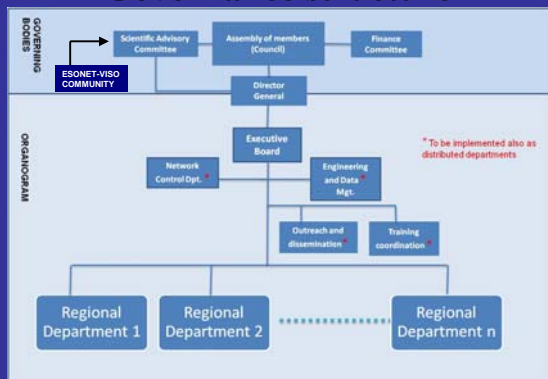 GOVERNING
BODIES
Scientific Advisory
Committee
Assembly of members
(Council)
Finance
Committee
ESONET-VISO
COMMUNITY
Director
General
ORGANOGRAM
Executive
Board
* To be implemented also as
distributed departments
Network
Control Dpt. *
Engineering
and Data *
Mgt.
Outreach and
dissemination *
Training
coordination *
Regional
Department 1
Regional
Department 2
Regional
Department n